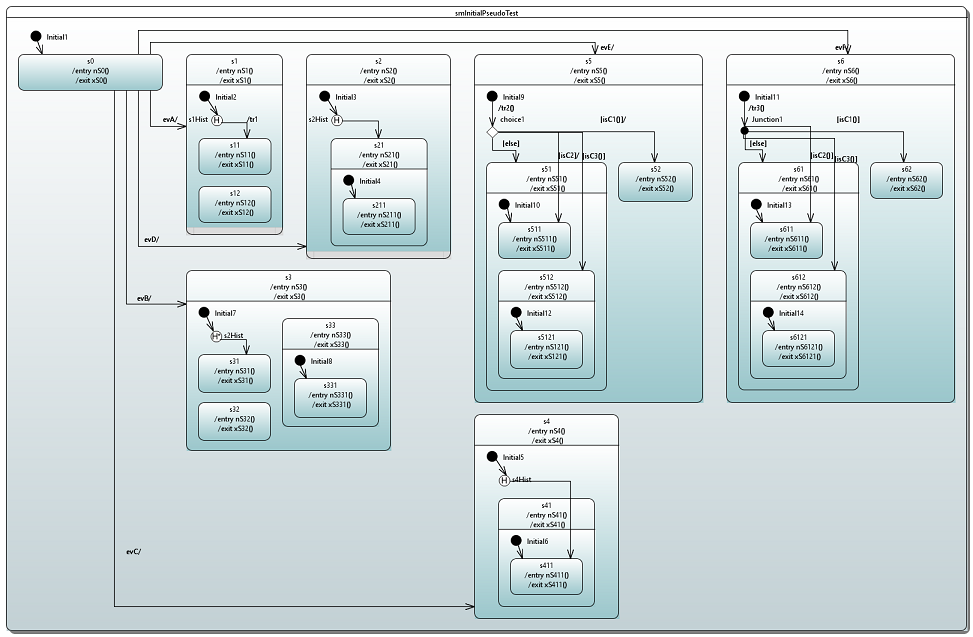 smInitialPseudoTest
Initial1
s0
/entry nS0()
/exit xS0()
evA/
evD/
evB/
evC/
evE/
evF/
s1
/entry nS1()
/exit xS1()
Initial2
s1Hist
H
/tr1
s11
/entry nS11()
/exit xS11()
s12
/entry nS12()
/exit xS12()
s2
/entry nS2()
/exit xS2()
Initial3
s2Hist
H
s21
/entry nS21()
/exit xS21()
Initial4
s211
/entry nS211()
/exit xS211()
s3
/entry nS3()
/exit xS3()
Initial7
H*
s2Hist
s31
/entry nS31()
/exit xS31()
s32
/entry nS32()
/exit xS32()
s33
/entry nS33()
/exit xS33()
Initial8
s331
/entry nS331()
/exit xS331()
s5
/entry nS5()
/exit xS5()
Initial9
/tr2()
choice1
[isC1()]/
[else]
[isC2]/
[isC3()]
s51
/entry nS51()
/exit xS51()
Initial10
s511
/entry nS511()
/exit xS511()
s512
/entry nS512()
/exit xS512()
Initial12
s5121
/entry nS5121()
/exit xS5121()
s52
/entry nS52()
/exit xS52()
s6
/entry nS6()
/exit xS6()
Initial11
/tr3()
Junction1
[isC1()]
[else]
[isC2()]
[isC3()]
s61
/entry nS61()
/exit xS61()
Initial13
s611
/entry nS611()
/exit xS611()
s612
/entry nS612()
/exit xS612()
Initial14
s6121
/entry nS6121()
/exit xS6121()
s62
/entry nS62()
/exit xS62()
s4
/entry nS4()
/exit xS4()
Initial5
H
s4Hist
s41
/entry nS41()
/exit xS41()
Initial6
s411
/entry nS411()
/exit xS411()